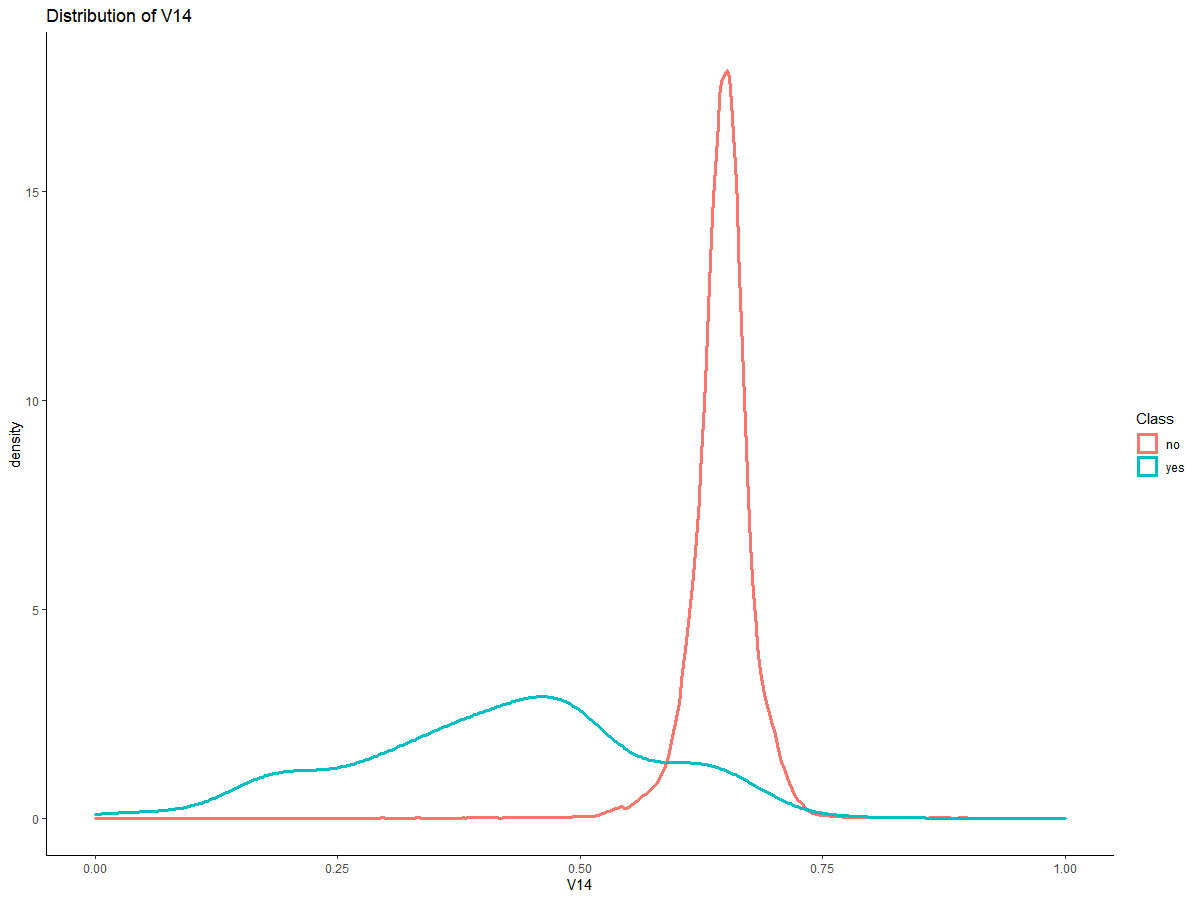 Distribution of V14
density
15
10
5
0
0.00 0.25 0.50 0.75 1.00
V14
Class
no
yes